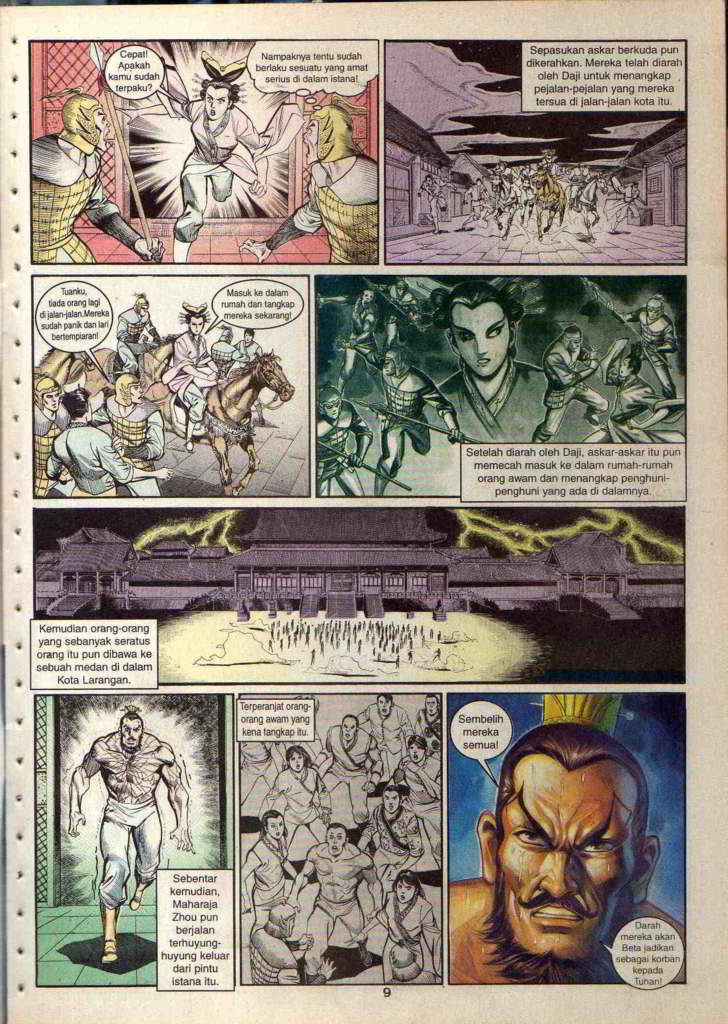 Cepat!
Apakah
kamu sudah
terpaku?
Nampaknya tentu sudah
berlaku sesuatu yang amat
serius di dalam istana!
Sepasukan askar berkuda pun
dikerahkan. Mereka telah diarah
oleh Daji untuk menangkap
pejalan-pejalan yang mereka
tersua di jalan-jalan kota itu.
Tuanku,
tiada orang lagi
di jalan-jalan.Mereka
sudah panik dan lari
bertempiaran!
Masuk ke dalam
rumah dan tangkap
mereka sekarang!
Setelah diarah oleh Daji, askar-askar itu pun
memecah masuk ke dalam rumah-rumah
orang awam dan menangkap penghuni-
penghuni yang ada di dalamnya.
Kemudian orang-orang
yang sebanyak seratus
orang itu pun dibawa ke
sebuah medan di dalam
Kota Larangan.
Sebentar
kemudian,
Maharaja
Zhou pun
berjalan
terhuyung-
huyung keluar
dari pintu
istana itu.
Terperanjat orang-
orang awam yang
kena tangkap itu.
Sembelih
mereka
semua!
Darah
mereka akan
Beta jadikan
sebagai korban
kepada
Tuhan!
9